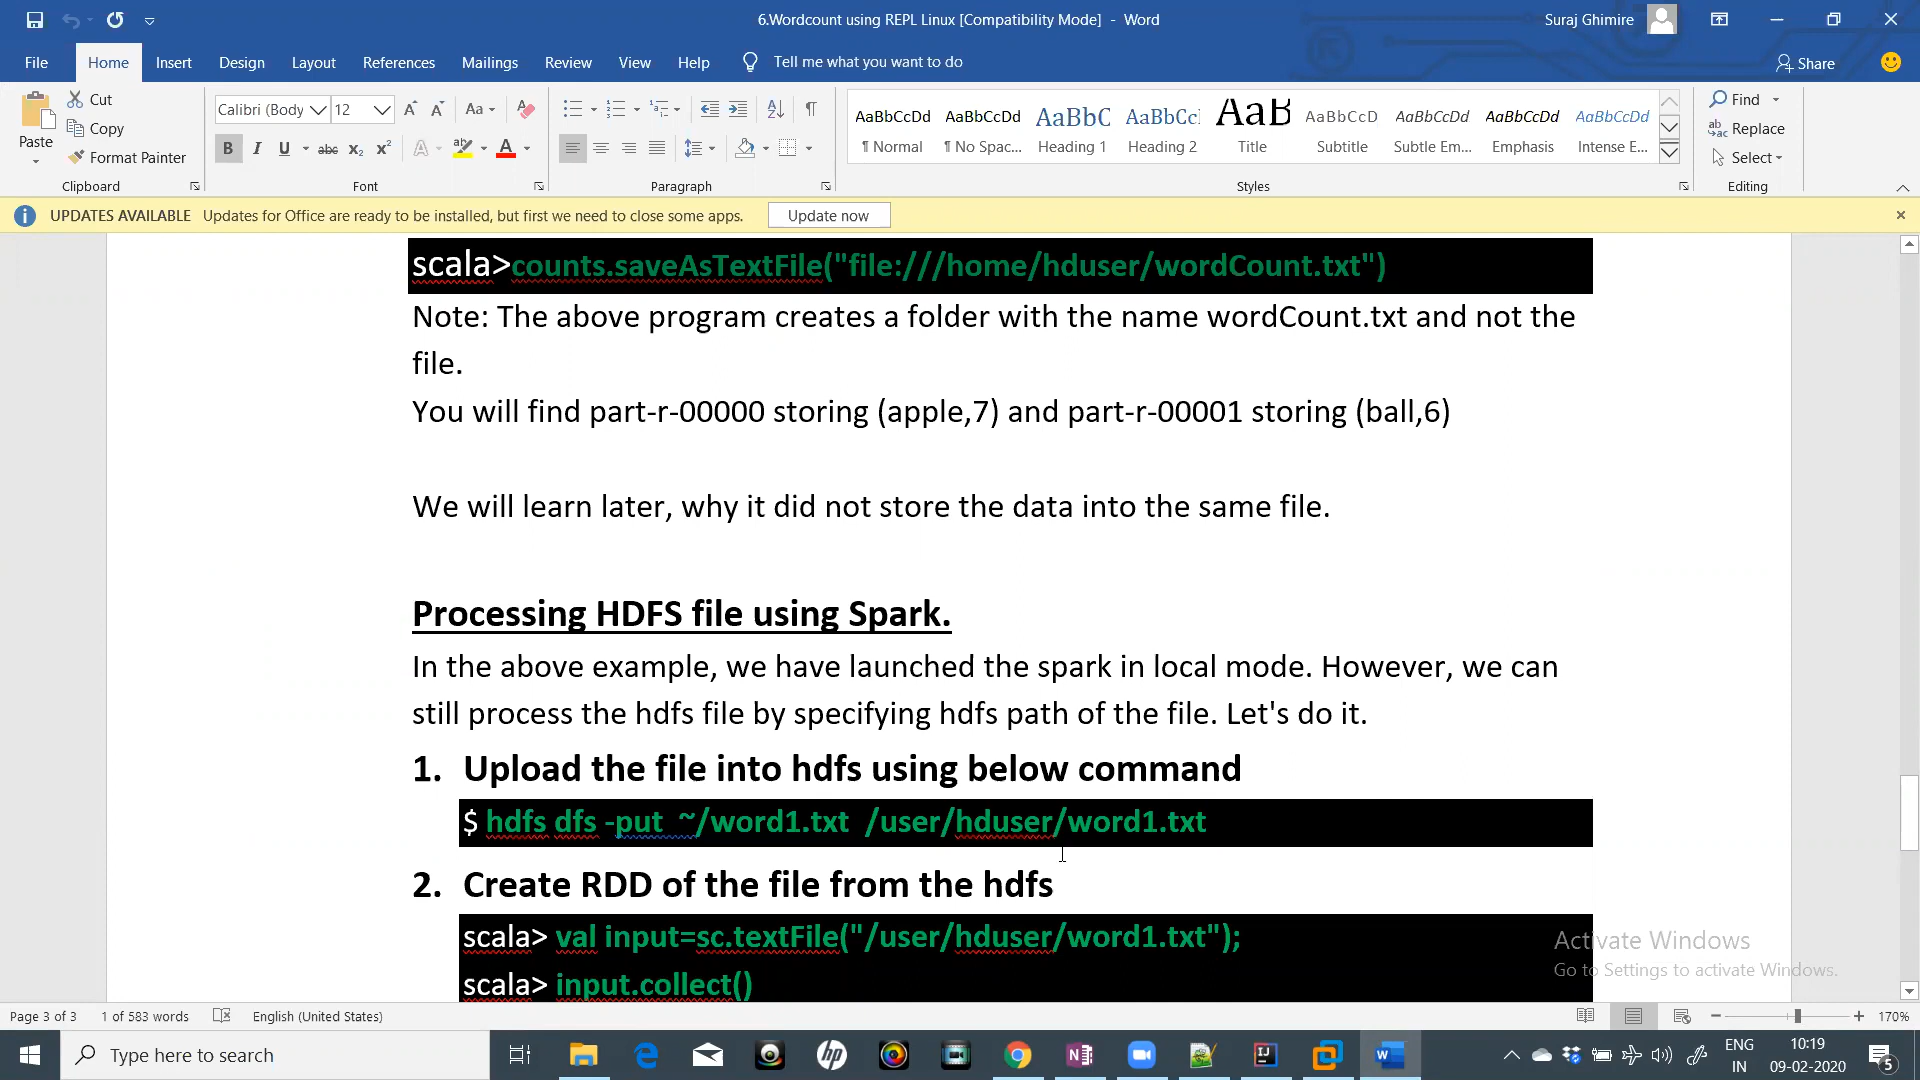 6.Wordcount using REPL Linux [Compatibility Mode] - Word
Suraj Ghimire
File Home Insert Design Layout References Mailings Review View Help Tell me what you want to do
Share
Paste
Cut
Copy
Format Painter
Clipboard
Calibri (Body 12
Font
Paragraph
AaBbCcDd AaBbCcDd AaBbC AaBbCc AaB AaBbCcD AaBbCcDd AaBbCcDd AaBbCcDd
¶ Normal ¶ No Spac... Heading 1 Heading 2 Title Subtitle Subtle Em... Emphasis Intense E...
Styles
Find
Replace
Select
Editing
UPDATES AVAILABLE Updates for Office are ready to be installed, but first we need to close some apps. Update now
scala>counts.saveAsTextFile("file:///home/hduser/wordCount.txt")
Note: The above program creates a folder with the name wordCount.txt and not the
file.
You will find part-r-00000 storing (apple,7) and part-r-00001 storing (ball,6)
We will learn later, why it did not store the data into the same file.
Processing HDFS file using Spark.
In the above example, we have launched the spark in local mode. However, we can
still process the hdfs file by specifying hdfs path of the file. Let's do it.
1. Upload the file into hdfs using below command
$ hdfs dfs -put ~/word1.txt /user/hduser/word1.txt
2. Create RDD of the file from the hdfs
scala> val input=sc.textFile("/user/hduser/word1.txt");
scala> input.collect()
Activate Windows
Go to Settings to activate Windows.
Page 3 of 3 1 of 583 words English (United States) 170%
Type here to search
ENG
IN
10:19
09-02-2020
5